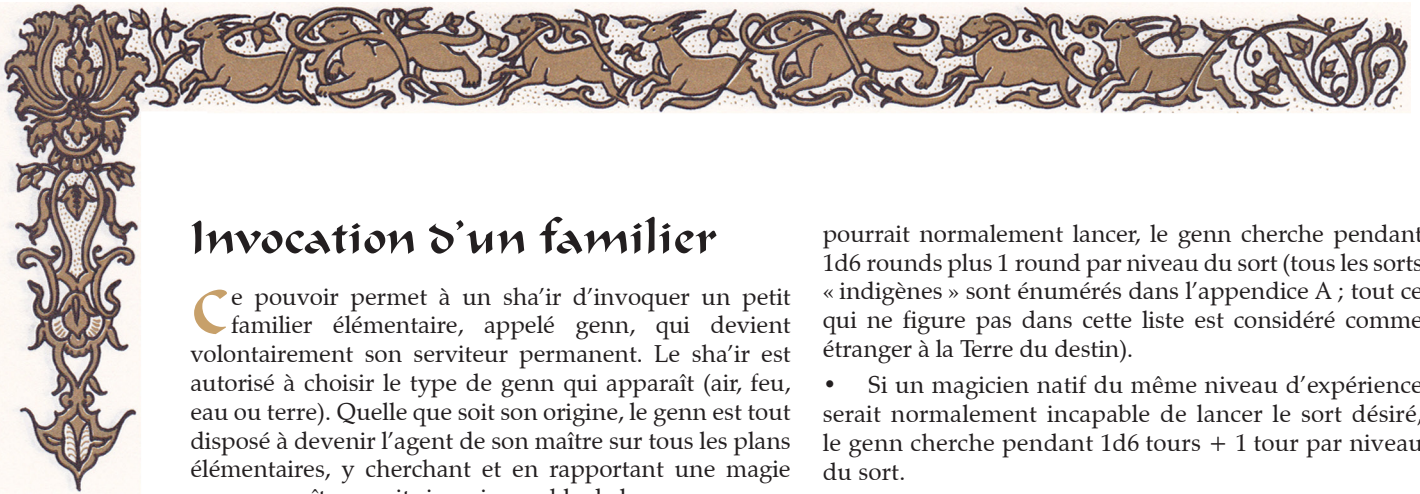 Invocation d'un familier
Ce pouvoir permet à un sha'ir d'invoquer un petit
familier élémentaire, appelé genn, qui devient
volontairement son serviteur permanent. Le sha'ir est
autorisé à choisir le type de genn qui apparaît (air, feu,
eau ou terre). Quelle que soit son origine, le genn est tout
disposé à devenir l'agent de son maître sur tous les plans
élémentaires, y cherchant et en rapportant une magie
pourrait normalement lancer, le genn cherche pendant
1d6 rounds plus 1 round par niveau du sort (tous les sorts
« indigènes » sont énumérés dans l'appendice A ; tout ce
qui ne figure pas dans cette liste est considéré comme
étranger à la Terre du destin).
• Si un magicien natif du même niveau d'expérience
serait normalement incapable de lancer le sort désiré,
le genn cherche pendant 1d6 tours + 1 tour par niveau
du sort.